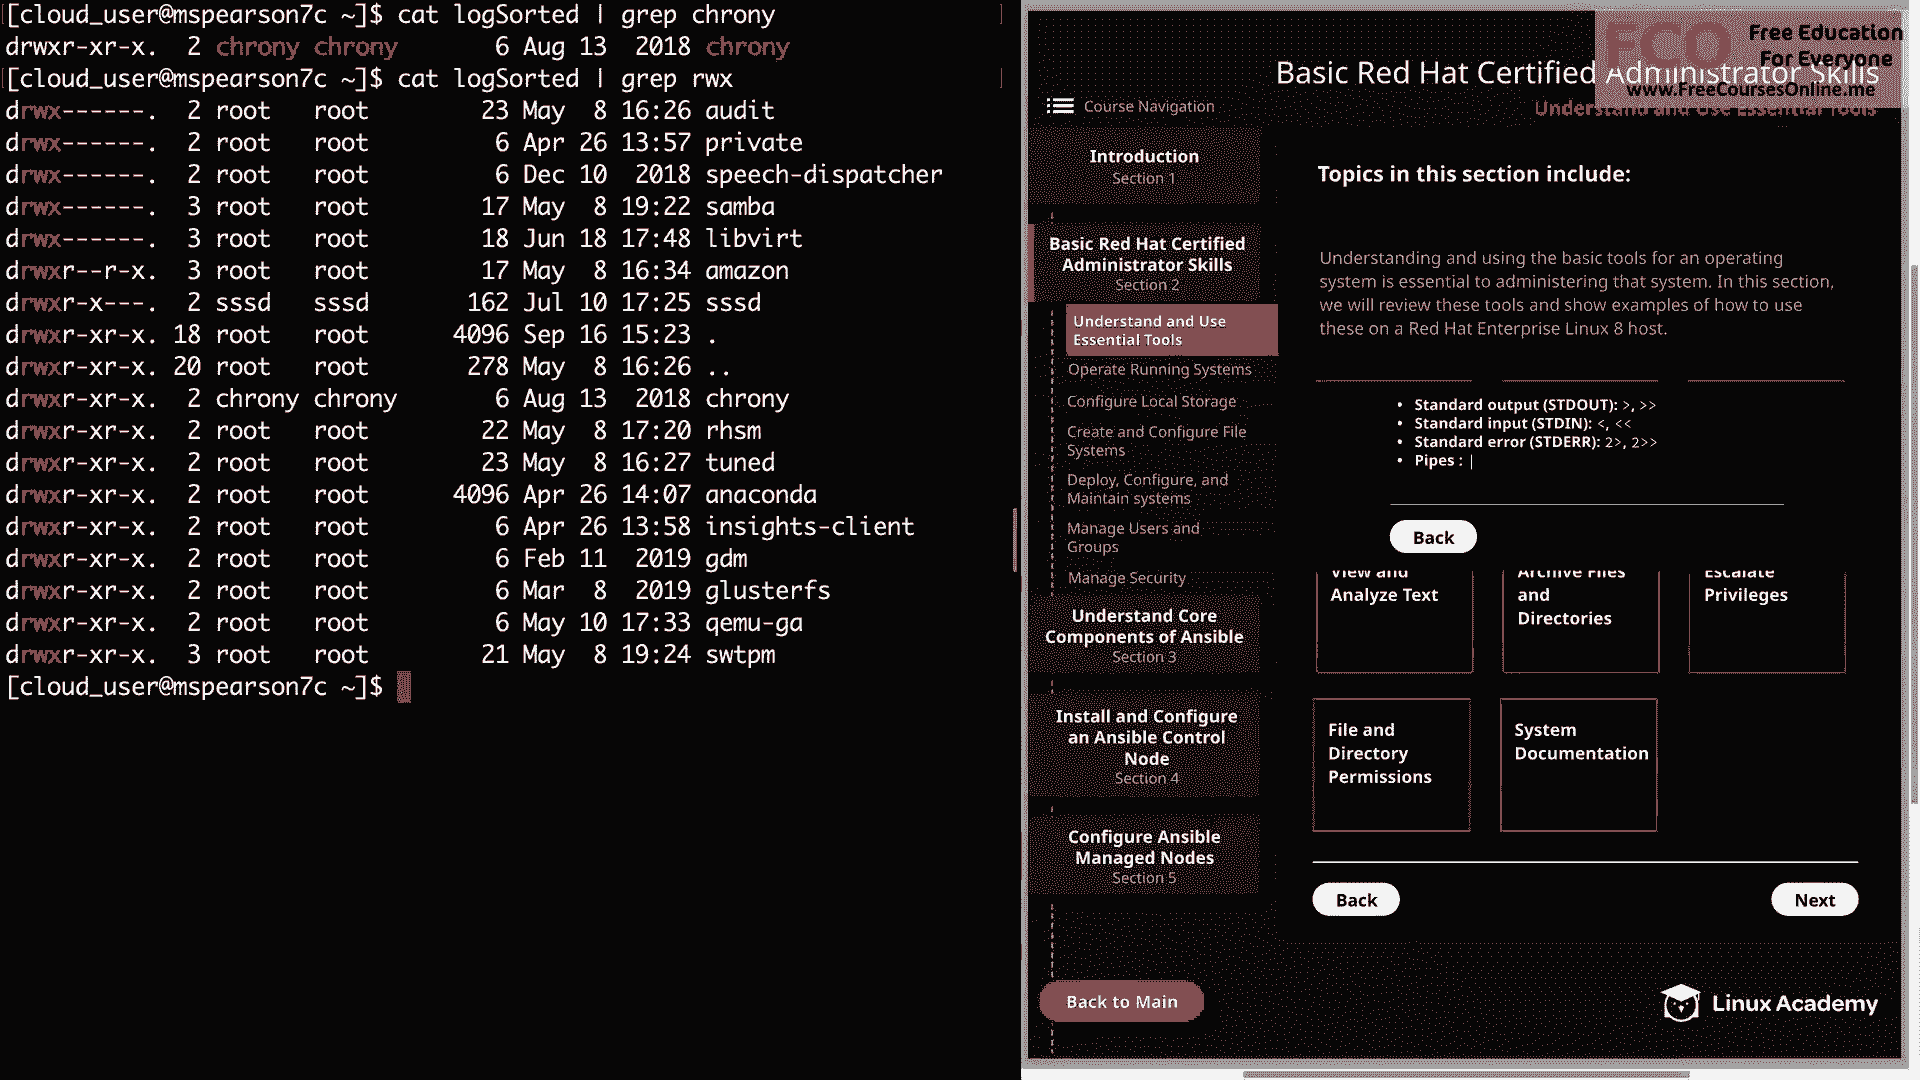 [cloud_user@mspearson7c ~]$ cat logSorted | grep chrony
drwxr-xr-x.  2 chrony chrony       6 Aug 13  2018 chrony
[cloud_user@mspearson7c ~]$ cat logSorted | grep rwx
drwx------.  2 root   root        23 May  8 16:26 audit
drwx------.  2 root   root         6 Apr 26 13:57 private
drwx------.  2 root   root         6 Dec 10  2018 speech-dispatcher
drwx------.  3 root   root        17 May  8 19:22 samba
drwx------.  3 root   root        18 Jun 18 17:48 libvirt
drwxr--r-x.  3 root   root        17 May  8 16:34 amazon
drwxr-x---.  2 sssd   sssd       162 Jul 10 17:25 sssd
drwxr-xr-x. 18 root   root      4096 Sep 16 15:23 .
drwxr-xr-x. 20 root   root       278 May  8 16:26 ..
drwxr-xr-x.  2 chrony chrony       6 Aug 13  2018 chrony
drwxr-xr-x.  2 root   root        22 May  8 17:20 rhsm
drwxr-xr-x.  2 root   root        23 May  8 16:27 tuned
drwxr-xr-x.  2 root   root      4096 Apr 26 14:07 anaconda
drwxr-xr-x.  2 root   root         6 Apr 26 13:58 insights-client
drwxr-xr-x.  2 root   root         6 Feb 11  2019 gdm
drwxr-xr-x.  2 root   root         6 Mar  8  2019 glusterfs
drwxr-xr-x.  2 root   root         6 May 10 17:33 qemu-ga
drwxr-xr-x.  3 root   root        21 May  8 19:24 swtpm
[cloud_user@mspearson7c ~]$
FCO
Free Education
For Everyone
www.FreeCoursesOnline.me
Basic Red Hat Certified Administrator Skills
Understand and Use Essential Tools
Course Navigation
Introduction
Section 1
Basic Red Hat Certified
Administrator Skills
Section 2
Understand and Use
Essential Tools
Operate Running Systems
Configure Local Storage
Create and Configure File
Systems
Deploy, Configure, and
Maintain systems
Manage Users and
Groups
Manage Security
Understand Core
Components of Ansible
Section 3
Install and Configure
an Ansible Control
Node
Section 4
Configure Ansible
Managed Nodes
Section 5
Back to Main
Topics in this section include:
Understanding and using the basic tools for an operating
system is essential to administering that system. In this section,
we will review these tools and show examples of how to use
these on a Red Hat Enterprise Linux 8 host.
• Standard output (STDOUT): >, >>
• Standard input (STDIN): <, <<
• Standard error (STDERR): 2>, 2>>
• Pipes : |
Back
View and
Analyze Text
Archive Files
and
Directories
Escalate
Privileges
File and
Directory
Permissions
System
Documentation
Back
Next
Linux Academy